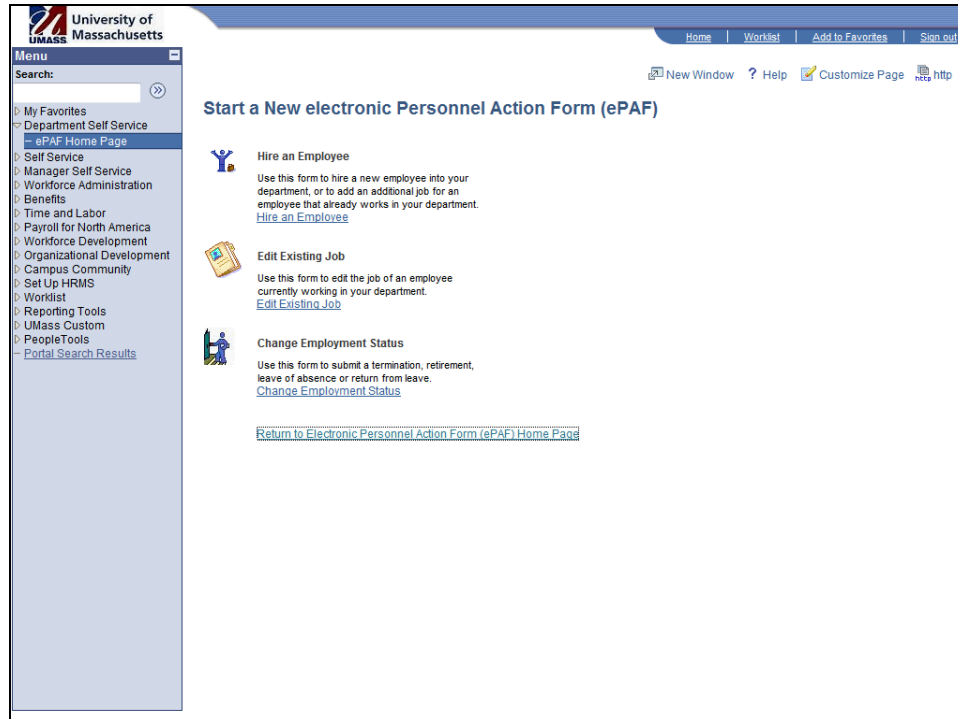 University of
UMASS Massachusetts
Home | Worklist | Add to Favorites | Sign out
Menu
Search:
New Window ? Help Customize Page http
My Favorites
Department Self Service
– ePAF Home Page
Self Service
Manager Self Service
Workforce Administration
Benefits
Time and Labor
Payroll for North America
Workforce Development
Organizational Development
Campus Community
Set Up HRMS
Worklist
Reporting Tools
UMass Custom
PeopleTools
– Portal Search Results
Start a New electronic Personnel Action Form (ePAF)
Hire an Employee
Use this form to hire a new employee into your
department, or to add an additional job for an
employee that already works in your department.
Hire an Employee
Edit Existing Job
Use this form to edit the job of an employee
currently working in your department.
Edit Existing Job
Change Employment Status
Use this form to submit a termination, retirement,
leave of absence or return from leave.
Change Employment Status
Return to Electronic Personnel Action Form (ePAF) Home Page